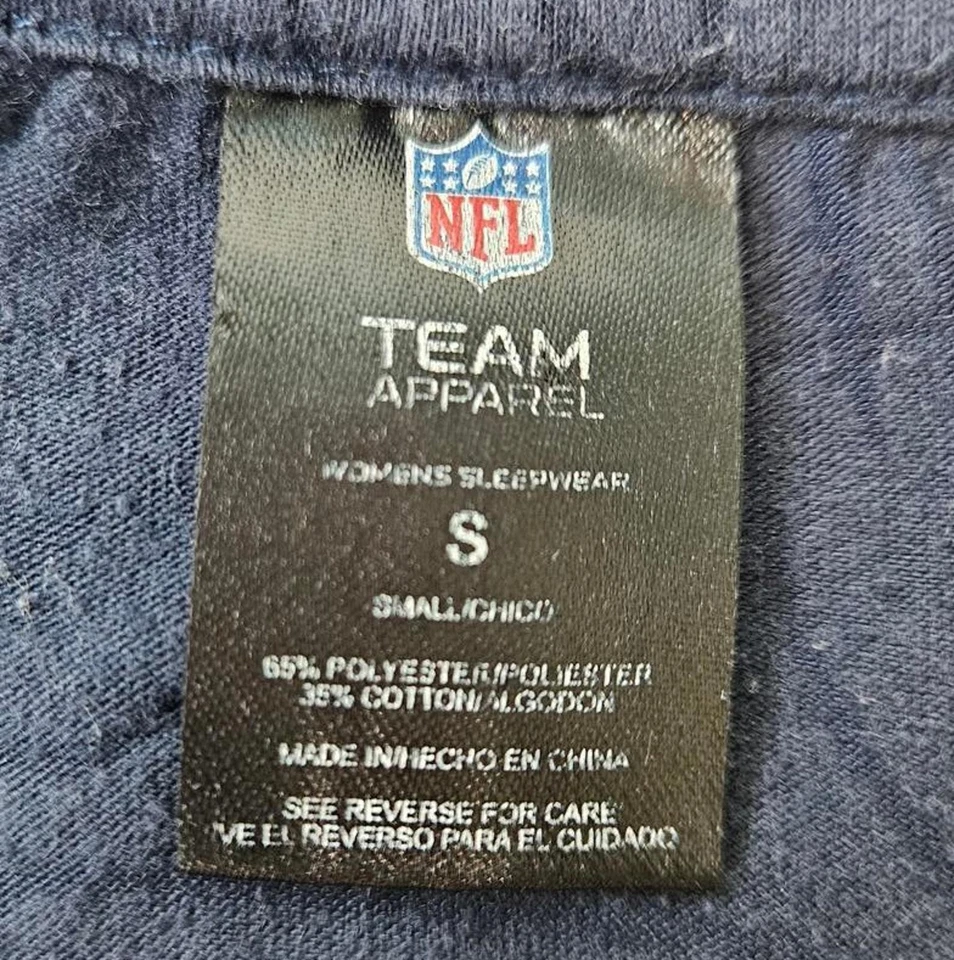 NFL
TEAM
APPAREL
WOMENS SLEEPWEAR
S
SMALL/CHICO
65% POLYESTER/POLIESTER
35% COTTON/ALGODON
MADE IN/HECHO EN CHINA
SEE REVERSE FOR CARE
VE EL REVERSO PARA EL CUIDADO